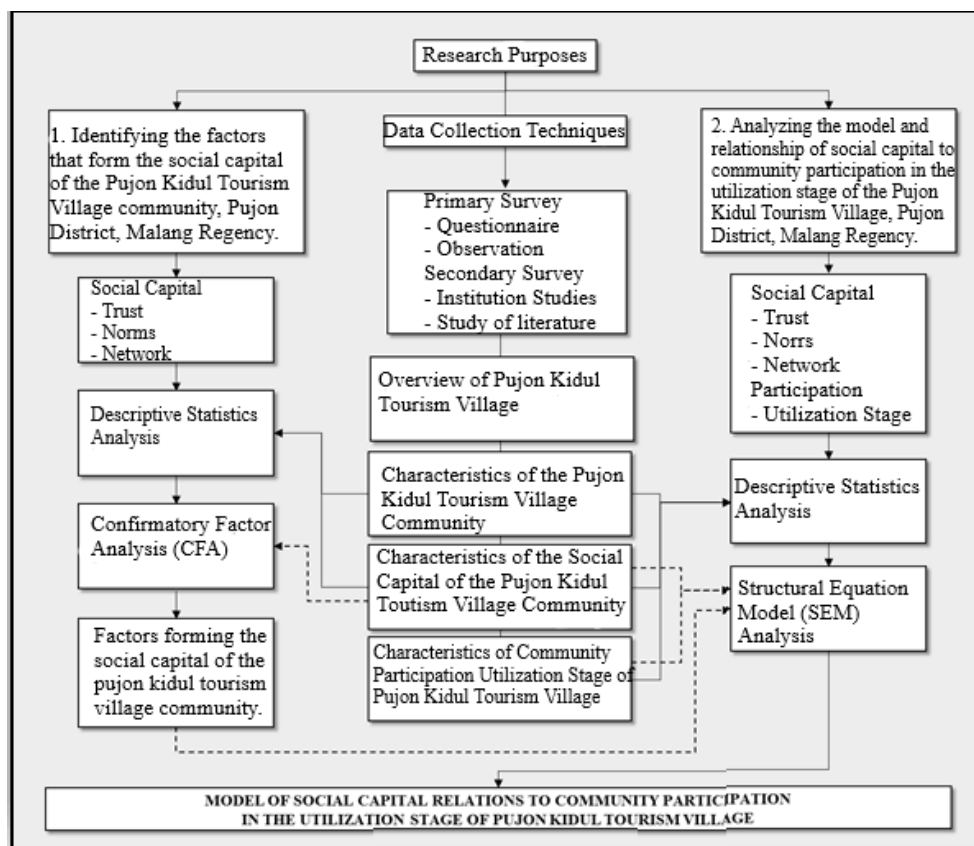 Research Purposes
1. Identifying the factors
that form the social capital
of the Pujon Kidul Tourism
Village community, Pujon
District, Malang Regency.
Social Capital
- Trust
- Norms
- Network
Descriptive Statistics
Analysis
Confirmatory Factor
Analysis (CFA)
Factors forming the
social capital of the
pujon kidul tourism
village community.
Data Collection Techniques
Primary Survey
- Questionnaire
- Observation
Secondary Survey
- Institution Studies
- Study of literature
Overview of Pujon Kidul
Tourism Village
Characteristics of the Pujon
Kidul Tourism Village
Community
Characteristics of the Social
Capital of the Pujon Kidul
Toutism Village Community
Characteristics of Community
Participation Utilization Stage of
Pujon Kidul Tourism Village
2. Analyzing the model and
relationship of social capital to
community participation in the
utilization stage of the Pujon
Kidul Tourism Village, Pujon
District, Malang Regency.
Social Capital
- Trust
- Norrs
- Network
Participation
- Utilization Stage
Descriptive Statistics
Analysis
Structural Equation
Model (SEM)
Analysis
MODEL OF SOCIAL CAPITAL RELATIONS TO COMMUNITY PARTICIPATION
IN THE UTILIZATION STAGE OF PUJON KIDUL TOURISM VILLAGE